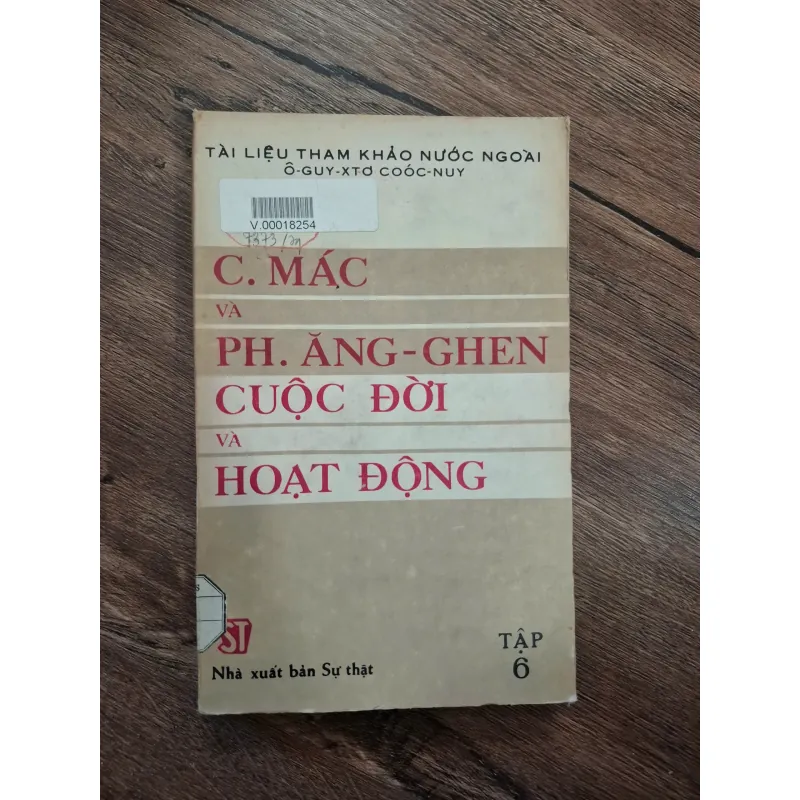 TÀI LIỆU THAM KHẢO NƯỚC NGOÀI
Ô-GUY-XTƠ COÓC-NUY
V.00018254
C. MÁC
VÀ
PH. ĂNG-GHEN
CUỘC ĐỜI
VÀ
HOẠT ĐỘNG
ST
Nhà xuất bản Sự thật
TẬP
6